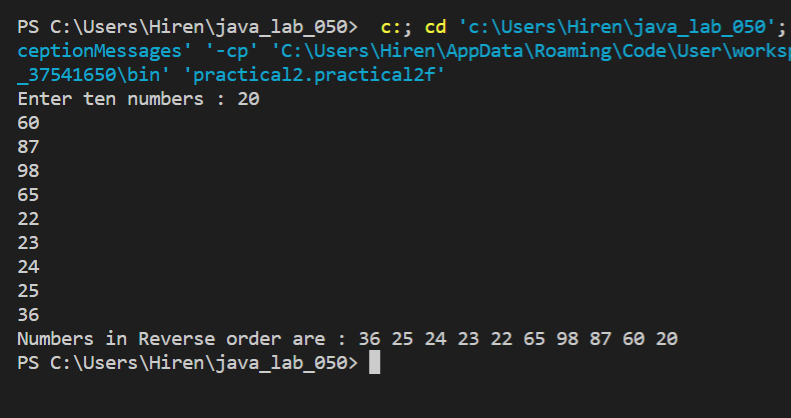 PS C:\Users\Hiren\java_lab_050>  c:; cd 'c:\Users\Hiren\java_lab_050';
ceptionMessages' '-cp' 'C:\Users\Hiren\AppData\Roaming\Code\User\worksp
_37541650\bin' 'practical2.practical2f'
Enter ten numbers : 20
60
87
98
65
22
23
24
25
36
Numbers in Reverse order are : 36 25 24 23 22 65 98 87 60 20
PS C:\Users\Hiren\java_lab_050>